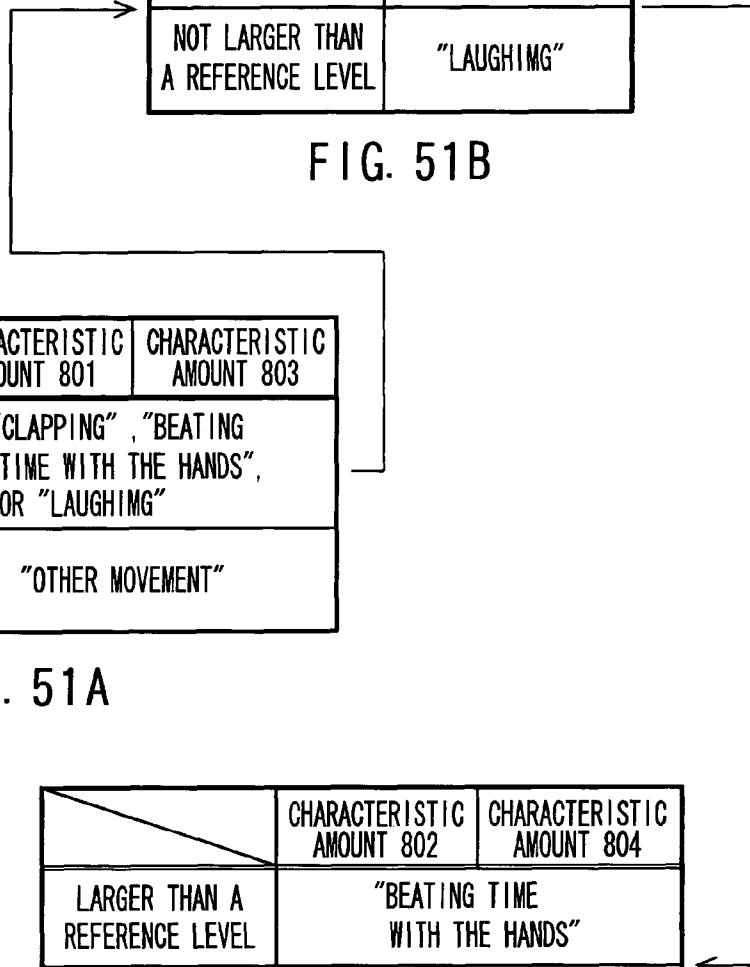 NOT LARGER THAN
A REFERENCE LEVEL
"LAUGHIMG"
FIG. 51B
CHARACTERISTIC
AMOUNT 803
801
"BEATING
TIME WITH THE HANDS",
OR "LAUGHIMG"
"OTHER MOVEMENT"
51A
CHARACTERISTIC
AMOUNT 802
CHARACTERISTIC
AMOUNT 804
LARGER THAN A
REFERENCE LEVEL
"BEATING TIME
WITH THE HANDS"